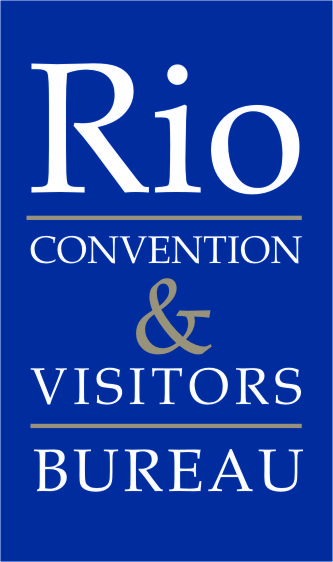 Rio
CONVENTION
&
VISITORS
BUREAU